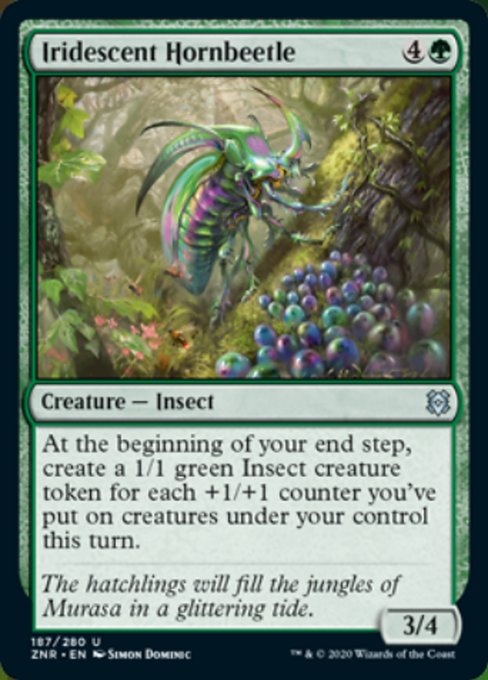 Iridescent Hornbeetle 4
Creature — Insect
At the beginning of your end step,
create a 1/1 green Insect creature
token for each +1/+1 counter you've
put on creatures under your control
this turn.
The hatchlings will fill the jungles of
Murasa in a glittering tide.
3/4
187/280 U
ZNR • EN Simon Dominic
™ & © 2020 Wizards of the Coast